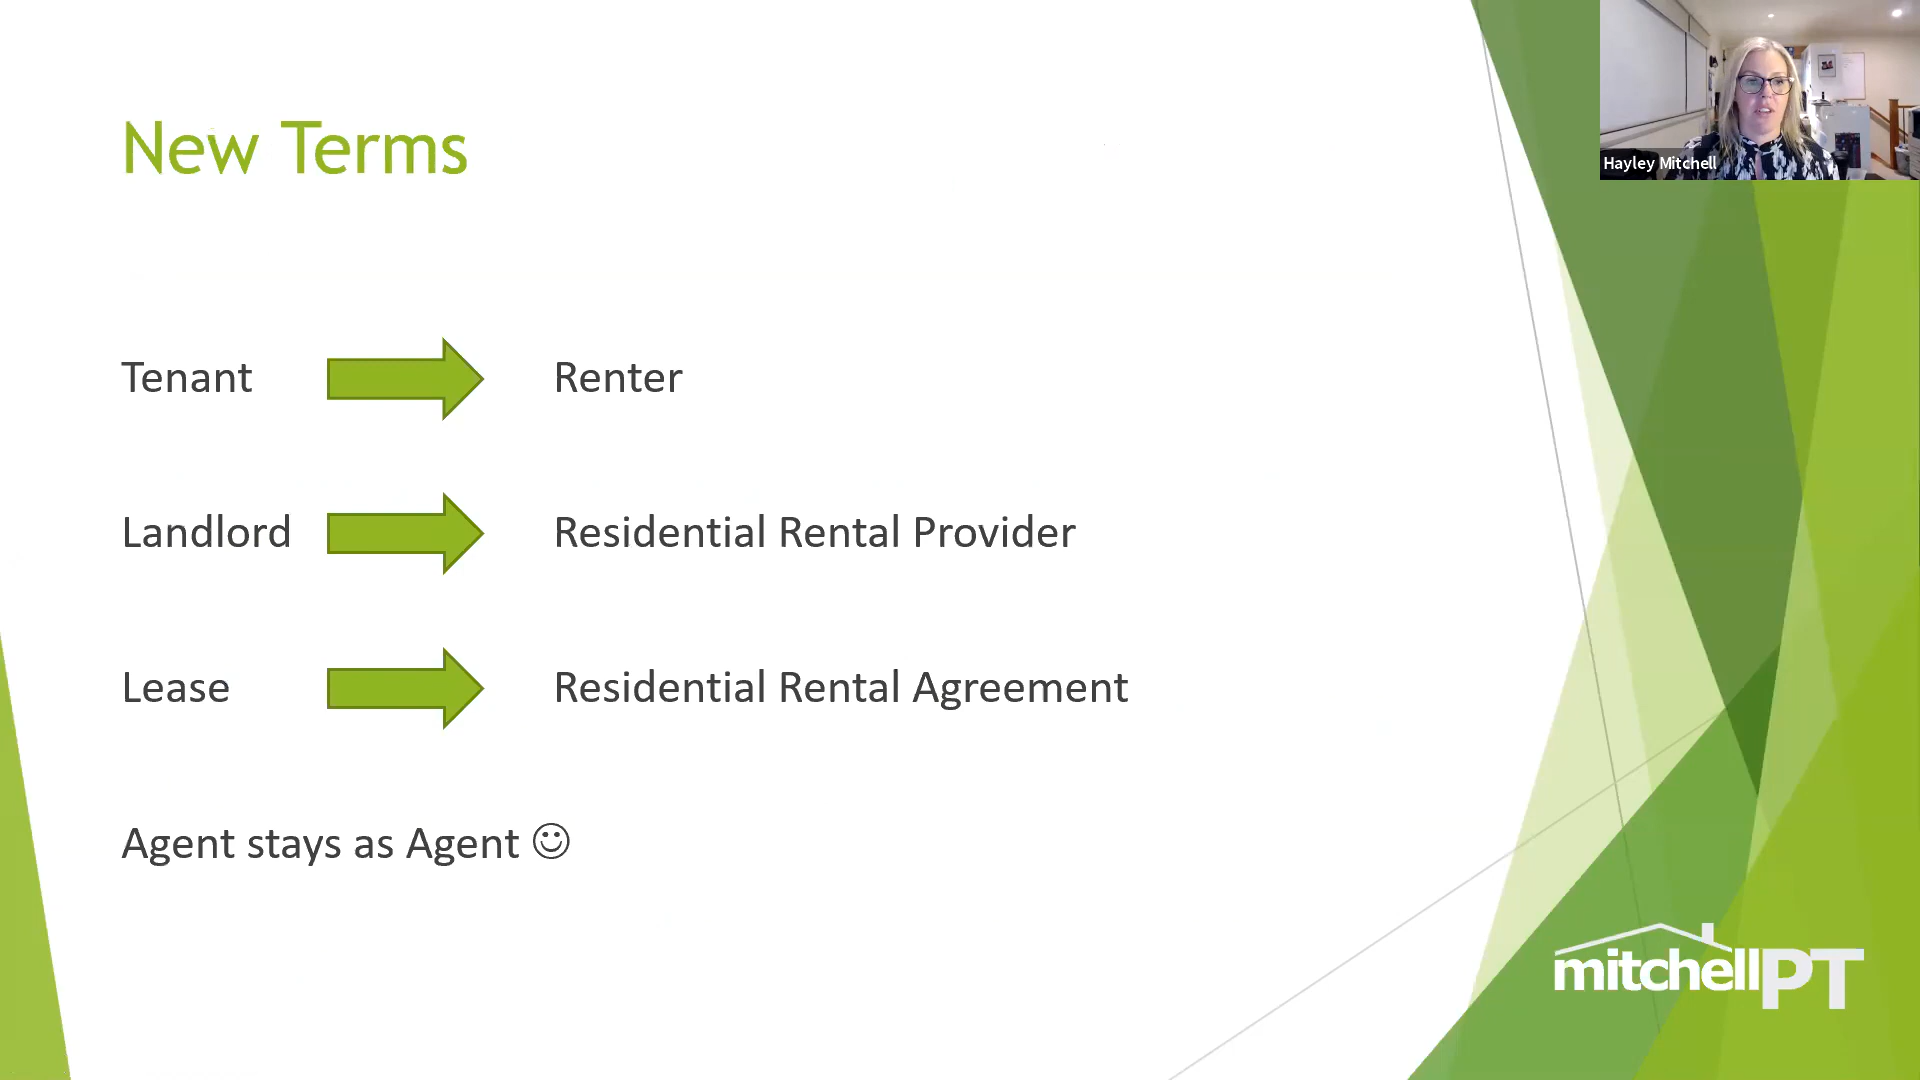 New Terms
Hayley Mitchell
Tenant Renter
Landlord Residential Rental Provider
Lease Residential Rental Agreement
Agent stays as Agent ☺
mitchellPT